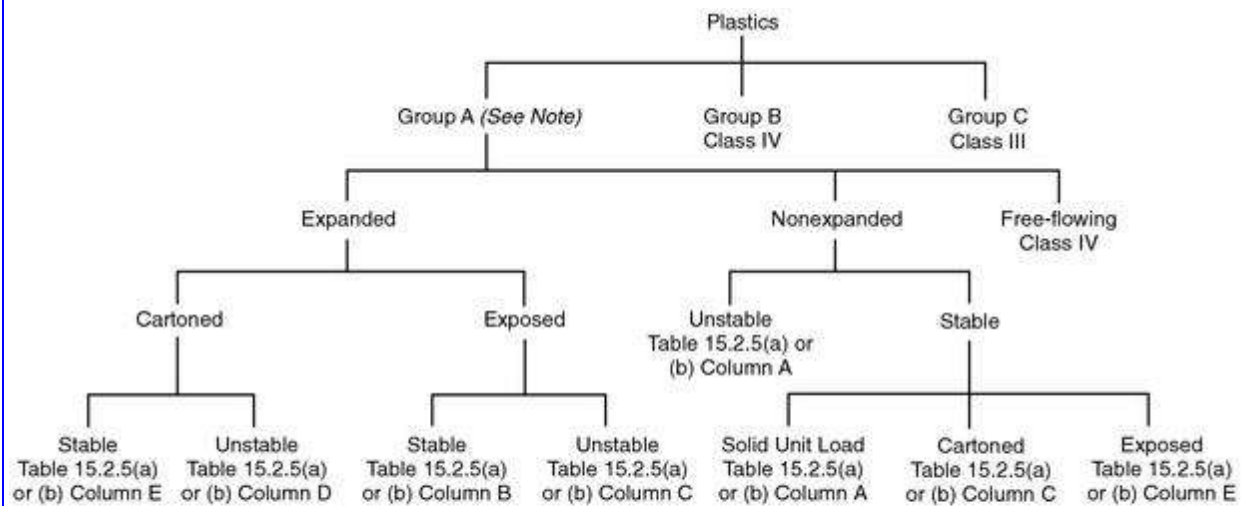 Plastics
Group A (See Note)
Group B
Class IV
Group C
Class III
Expanded
Nonexpanded
Free-flowing
Class IV
Cartoned
Exposed
Unstable
Table 15.2.5(a) or
(b) Column A
Stable
Stable
Table 15.2.5(a)
or (b) Column E
Unstable
Table 15.2.5(a)
or (b) Column D
Stable
Table 15.2.5(a)
or (b) Column B
Unstable
Table 15.2.5(a)
or (b) Column C
Solid Unit Load
Table 15.2.5(a)
or (b) Column A
Cartoned
Table 15.2.5(a)
or (b) Column C
Exposed
Table 15.2.5(a)
or (b) Column E